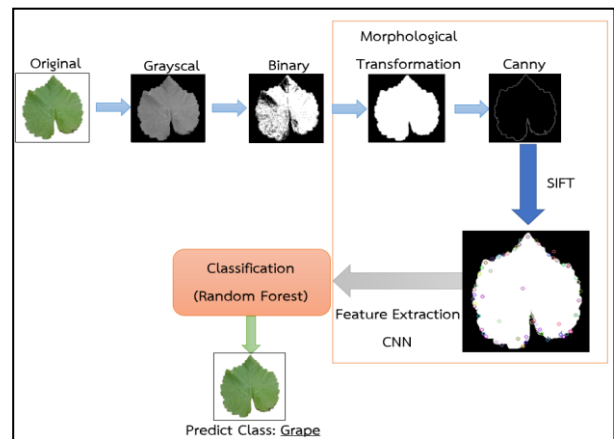 Original
Grayscal
Binary
Morphological
Transformation
Canny
SIFT
Classification
(Random Forest)
Feature Extraction
CNN
Predict Class: Grape